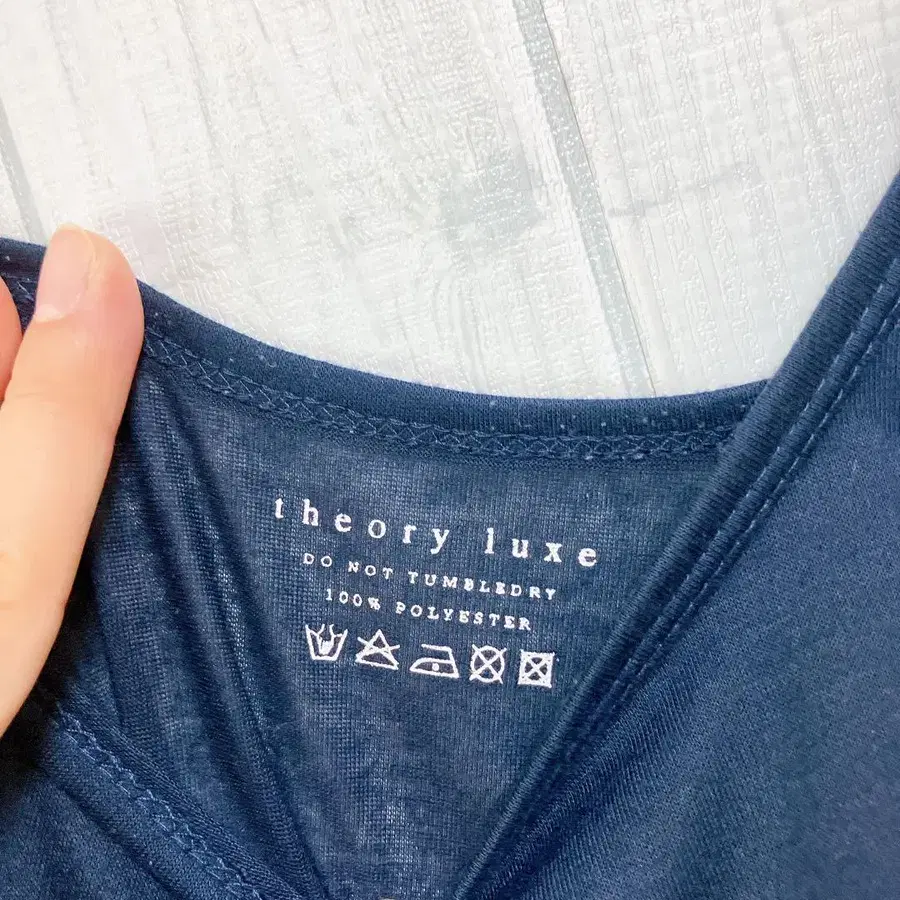 theory luxe
DO NOT TUMBLEDRY
100% POLYESTER